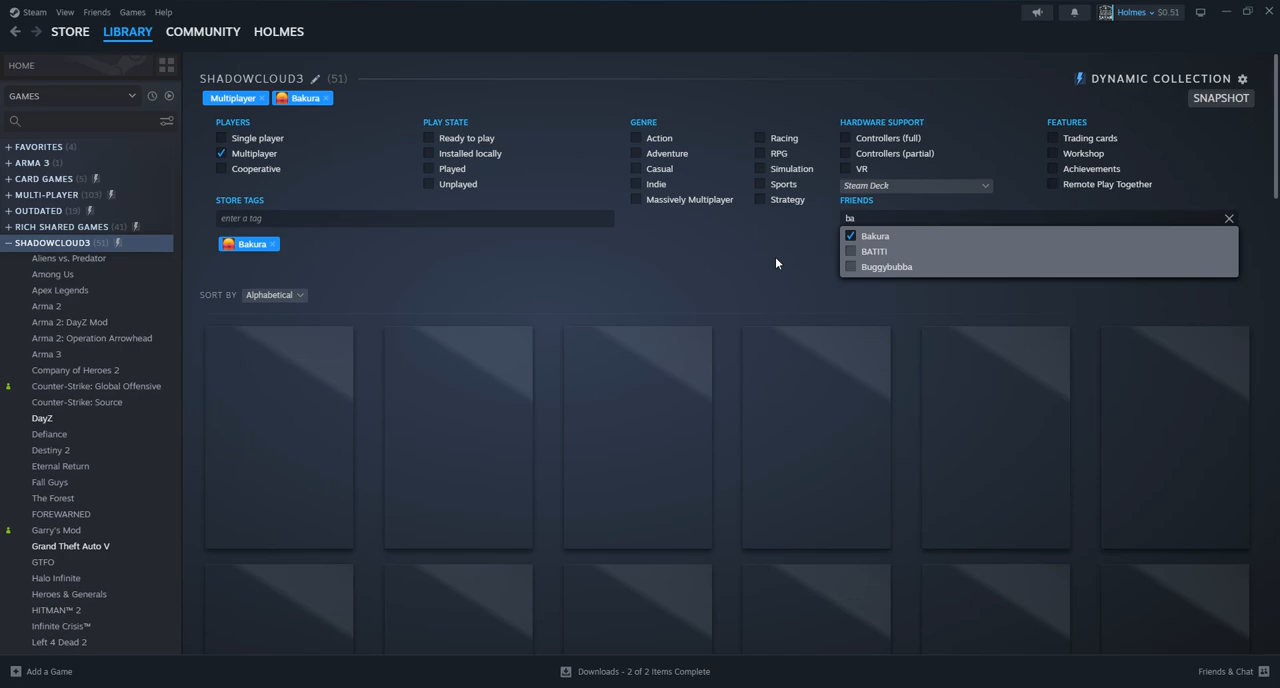 Steam View Friends Games Help
Holmes $0.51
STORE LIBRARY COMMUNITY HOLMES
HOME
SHADOWCLOUD3 (51)
DYNAMIC COLLECTION
Multiplayer × Bakura ×
SNAPSHOT
GAMES
PLAYERS
Single player
Multiplayer
Cooperative
PLAY STATE
Ready to play
Installed locally
Played
Unplayed
GENRE
Action
Adventure
Casual
Indie
Massively Multiplayer
Racing
RPG
Simulation
Sports
Strategy
HARDWARE SUPPORT
Controllers (full)
Controllers (partial)
VR
Steam Deck
FEATURES
Trading cards
Workshop
Achievements
Remote Play Together
STORE TAGS
enter a tag
Bakura ×
FRIENDS
ba
Bakura
BATITI
Buggybubba
SORT BY Alphabetical
+ FAVORITES (4)
+ ARMA 3 (1)
+ CARD GAMES (5)
+ MULTI-PLAYER (103)
+ OUTDATED (19)
+ RICH SHARED GAMES (41)
− SHADOWCLOUD3 (51)
Aliens vs. Predator
Among Us
Apex Legends
Arma 2
Arma 2: DayZ Mod
Arma 2: Operation Arrowhead
Arma 3
Company of Heroes 2
Counter-Strike: Global Offensive
Counter-Strike: Source
DayZ
Defiance
Destiny 2
Eternal Return
Fall Guys
The Forest
FOREWARNED
Garry's Mod
Grand Theft Auto V
GTFO
Halo Infinite
Heroes & Generals
HITMAN™ 2
Infinite Crisis™
Left 4 Dead 2
Add a Game
Downloads - 2 of 2 Items Complete
Friends & Chat